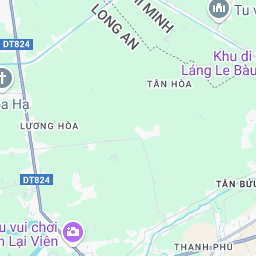 LONG AN
MINH
Tu v
DT824
Khu di
Láng Le Bàu
TÂN HÒA
a Hạ
LƯƠNG HÒA
DT824
TÂN BỬU
u vui chơi
n Lại Viên
THẠNH PHÚ